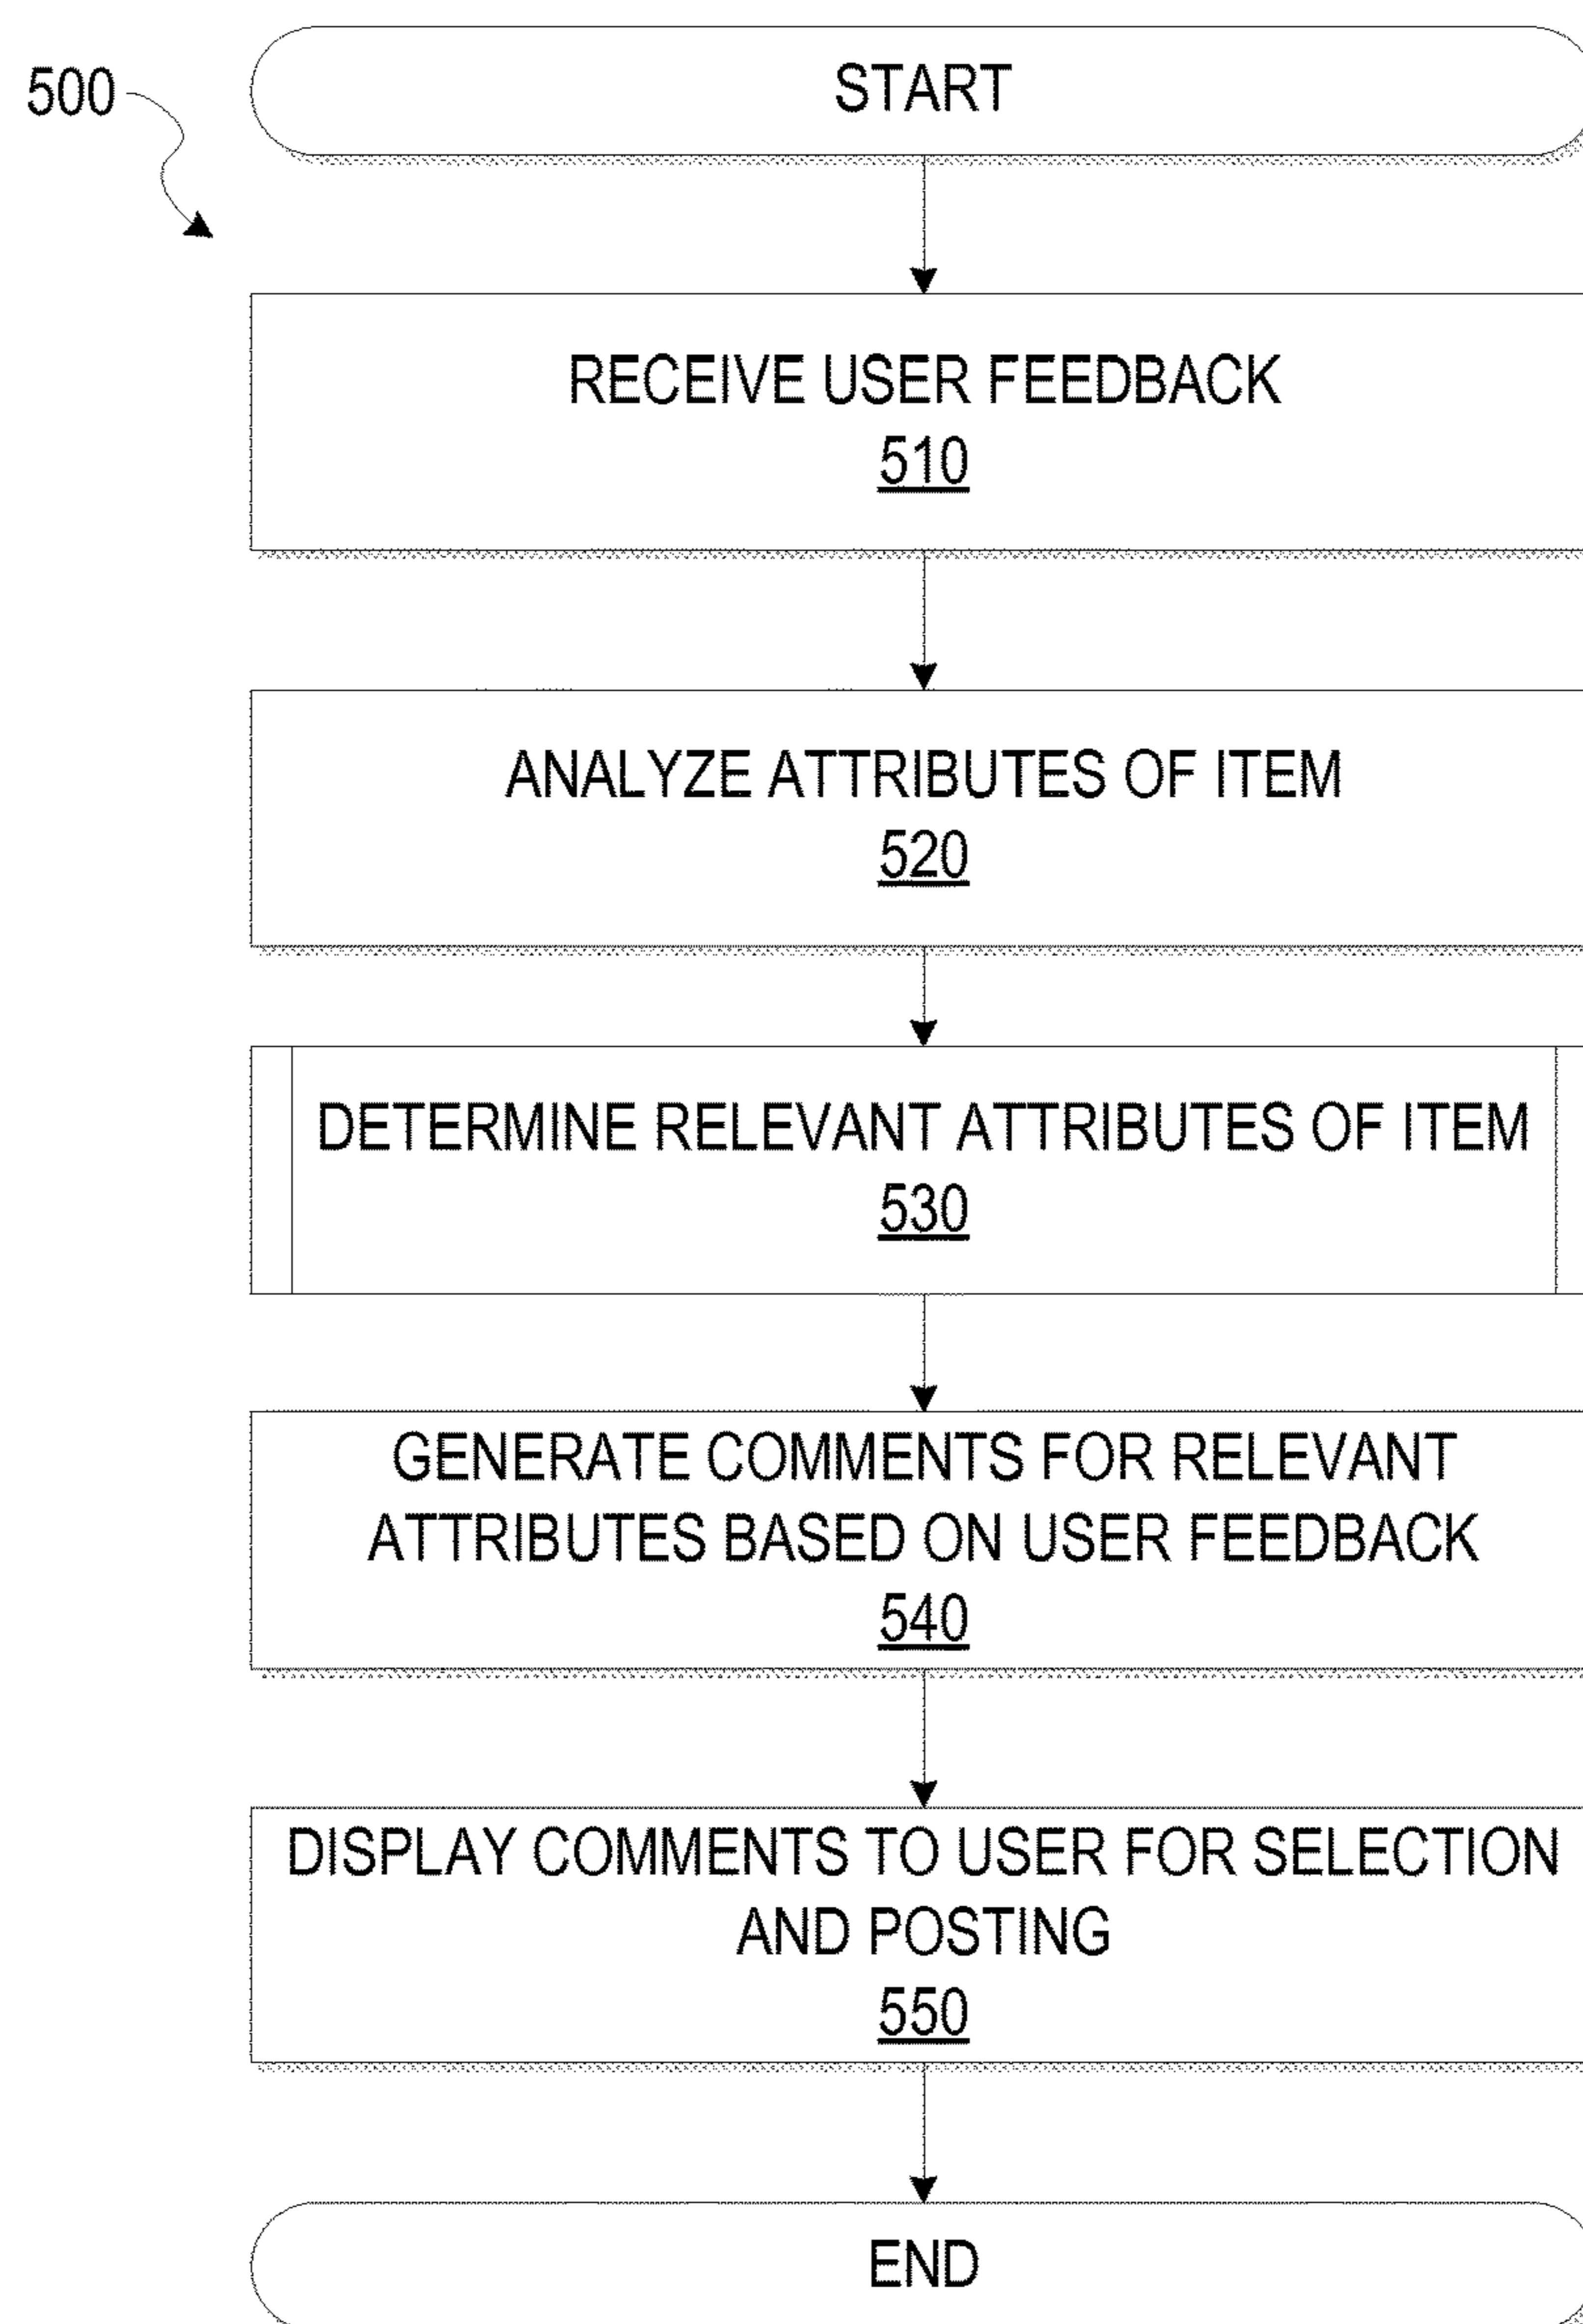 500
START
RECEIVE USER FEEDBACK
510
ANALYZE ATTRIBUTES OF ITEM
520
DETERMINE RELEVANT ATTRIBUTES OF ITEM
530
GENERATE COMMENTS FOR RELEVANT
ATTRIBUTES BASED ON USER FEEDBACK
540
DISPLAY COMMENTS TO USER FOR SELECTION
AND POSTING
550
END